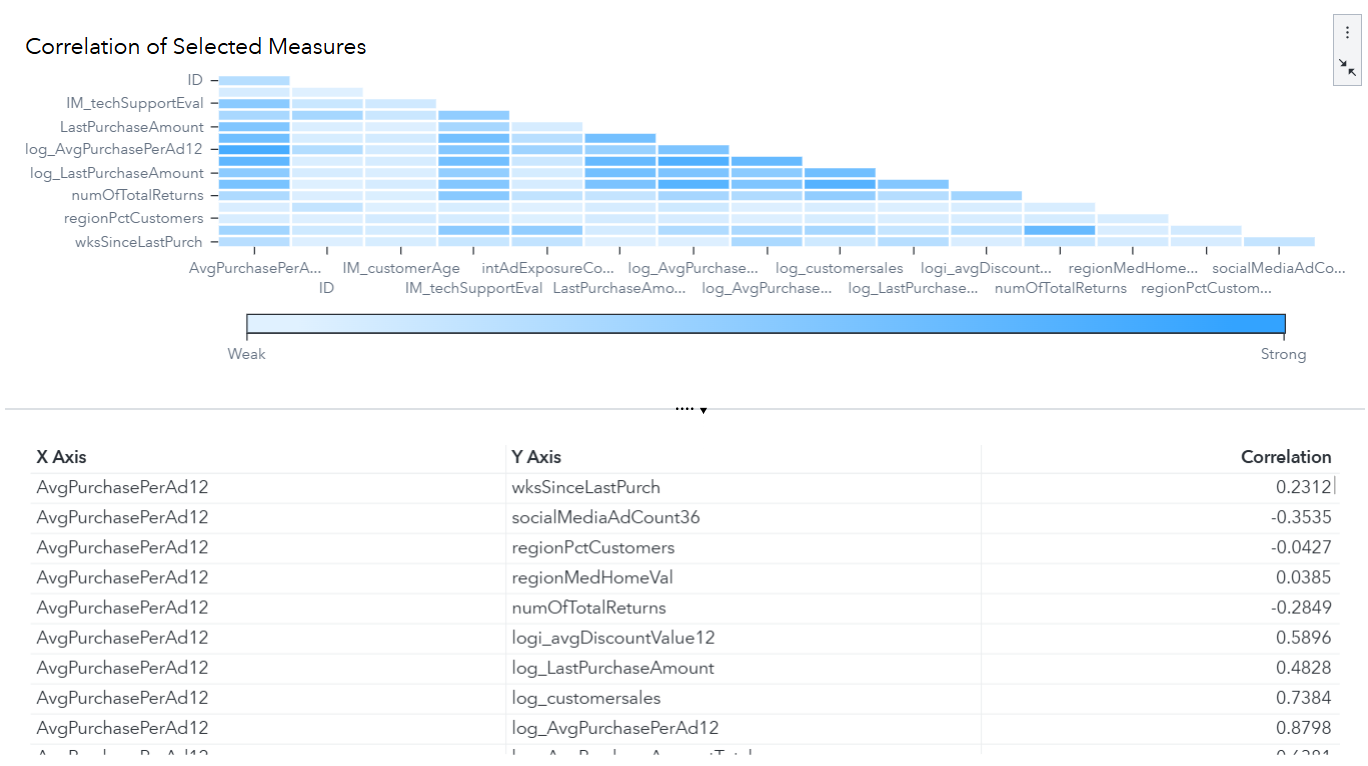 Correlation of Selected Measures
ID
IM_techSupportEval
LastPurchaseAmount
log_AvgPurchasePerAd12
log_LastPurchaseAmount
numOfTotalReturns
regionPctCustomers
wksSinceLastPurch
AvgPurchasePerA... IM_customerAge intAdExposureCo... log_AvgPurchase... log_customersales logi_avgDiscount... regionMedHome... socialMediaAdCo...
ID IM_techSupportEval LastPurchaseAmo... log_AvgPurchase... log_LastPurchase... numOfTotalReturns regionPctCustom...
Weak Strong
X Axis Y Axis Correlation
AvgPurchasePerAd12 wksSinceLastPurch 0.2312
AvgPurchasePerAd12 socialMediaAdCount36 -0.3535
AvgPurchasePerAd12 regionPctCustomers -0.0427
AvgPurchasePerAd12 regionMedHomeVal 0.0385
AvgPurchasePerAd12 numOfTotalReturns -0.2849
AvgPurchasePerAd12 logi_avgDiscountValue12 0.5896
AvgPurchasePerAd12 log_LastPurchaseAmount 0.4828
AvgPurchasePerAd12 log_customersales 0.7384
AvgPurchasePerAd12 log_AvgPurchasePerAd12 0.8798